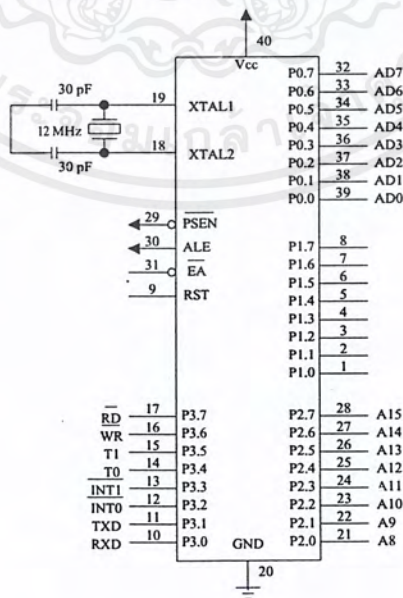 40
Vcc
30 pF
19
XTAL1
12 MHz
18
XTAL2
30 pF
29
PSEN
30
ALE
31
EA
9
RST
P0.7 32 AD7
P0.6 33 AD6
P0.5 34 AD5
P0.4 35 AD4
P0.3 36 AD3
P0.2 37 AD2
P0.1 38 AD1
P0.0 39 AD0
P1.7 8
P1.6 7
P1.5 6
P1.4 5
P1.3 4
P1.2 3
P1.1 2
P1.0 1
RD 17 P3.7
WR 16 P3.6
T1 15 P3.5
T0 14 P3.4
INT1 13 P3.3
INT0 12 P3.2
TXD 11 P3.1
RXD 10 P3.0
P2.7 28 A15
P2.6 27 A14
P2.5 26 A13
P2.4 25 A12
P2.3 24 A11
P2.2 23 A10
P2.1 22 A9
P2.0 21 A8
GND
20